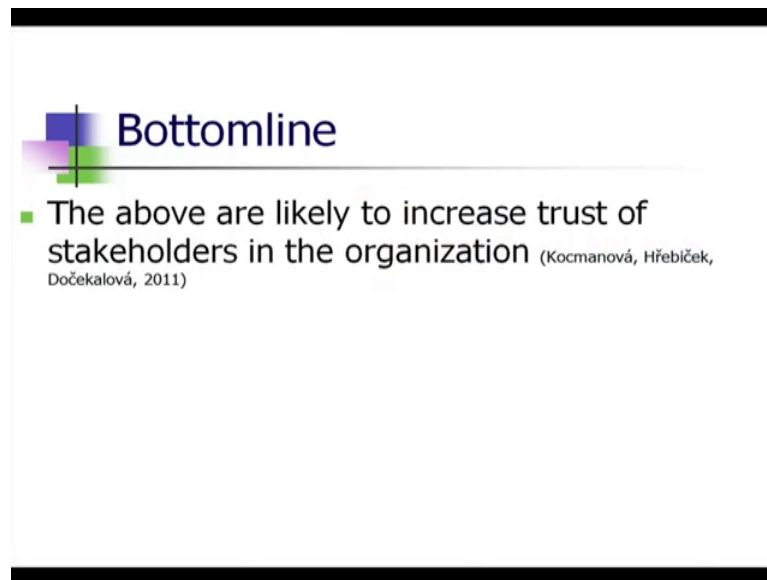 Bottomline
The above are likely to increase trust of
stakeholders in the organization (Kocmanová, Hřebiček,
Dočekalová, 2011)